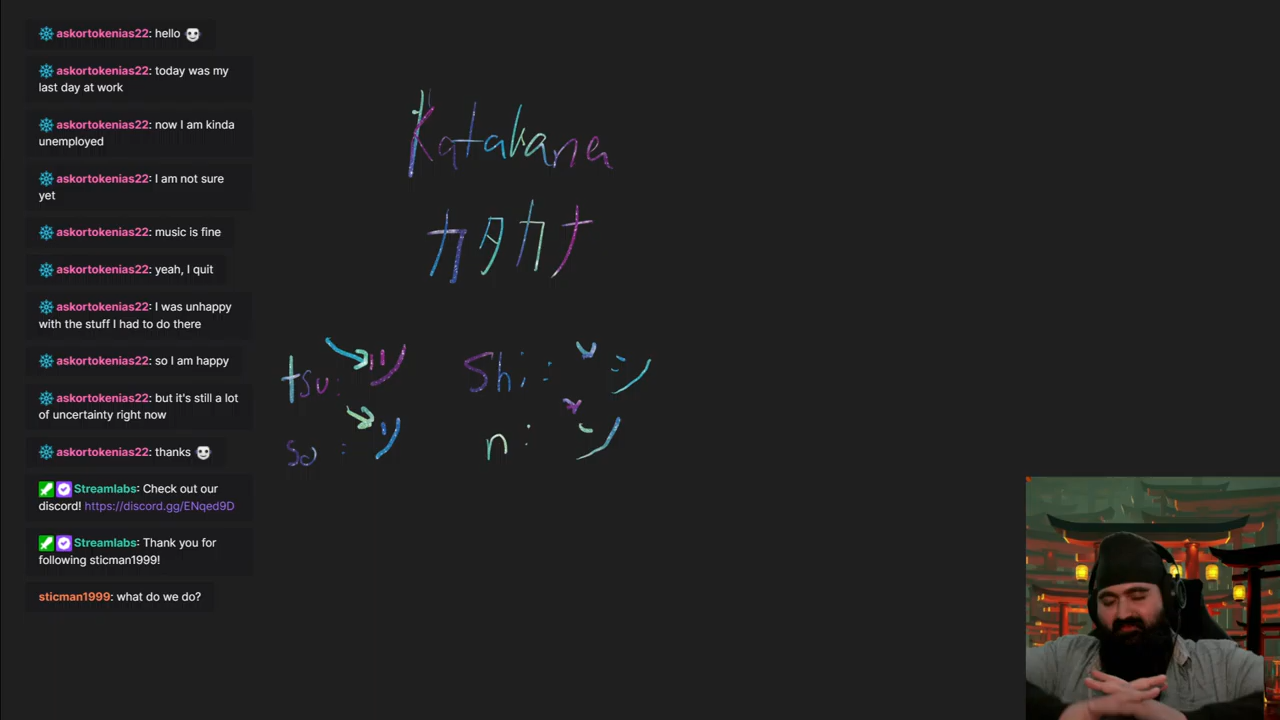 askortokenias22: hello
askortokenias22: today was my
last day at work
askortokenias22: now I am kinda
unemployed
askortokenias22: I am not sure
yet
askortokenias22: music is fine
askortokenias22: yeah, I quit
askortokenias22: I was unhappy
with the stuff I had to do there
askortokenias22: so I am happy
askortokenias22: but it's still a lot
of uncertainty right now
askortokenias22: thanks
Streamlabs: Check out our
discord! https://discord.gg/ENqed9D
Streamlabs: Thank you for
following sticman1999!
sticman1999: what do we do?
Katakana
カタカナ
tsu: ツ
Shi: シ
so: ソ
n: ン